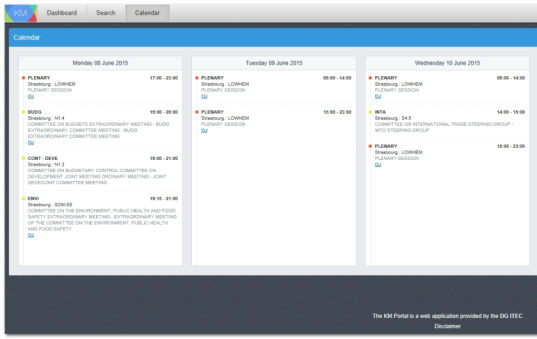 KM
Dashboard
Search
Calendar
Calendar
Monday 08 June 2015
PLENARY 17:00 - 23:00
Strasbourg : LOWHEM
PLENARY SESSION
OJ
BUDG 19:00 - 20:00
Strasbourg : N1.4
COMMITTEE ON BUDGETS EXTRAORDINARY MEETING - BUDG
EXTRAORDINARY COMMITTEE MEETING - BUDG
EXTRAORDINARY COMMITTEE MEETING
OJ
CONT - DEVE 19:00 - 21:00
Strasbourg : N1.3
COMMITTEE ON BUDGETARY CONTROL COMMITTEE ON
DEVELOPMENT JOINT MEETING ORDINARY MEETING - JOINT
DEVE/CONT COMMITTEE MEETING
ENVI 19:15 - 21:00
Strasbourg : SDM-S5
COMMITTEE ON THE ENVIRONMENT, PUBLIC HEALTH AND FOOD
SAFETY EXTRAORDINARY MEETING - EXTRAORDINARY MEETING
OF THE COMMITTEE ON THE ENVIRONMENT, PUBLIC HEALTH
AND FOOD SAFETY
OJ
Tuesday 09 June 2015
PLENARY 09:00 - 14:00
Strasbourg : LOWHEM
PLENARY SESSION
OJ
PLENARY 15:00 - 23:00
Strasbourg : LOWHEM
PLENARY SESSION
OJ
Wednesday 10 June 2015
PLENARY 09:00 - 14:00
Strasbourg : LOWHEM
PLENARY SESSION
OJ
INTA 14:00 - 15:00
Strasbourg : S4.5
COMMITTEE ON INTERNATIONAL TRADE STEERING GROUP -
WTO STEERING GROUP
PLENARY 15:00 - 23:00
Strasbourg : LOWHEM
PLENARY SESSION
OJ
The KM Portal is a web application provided by the DG ITEC
Disclaimer